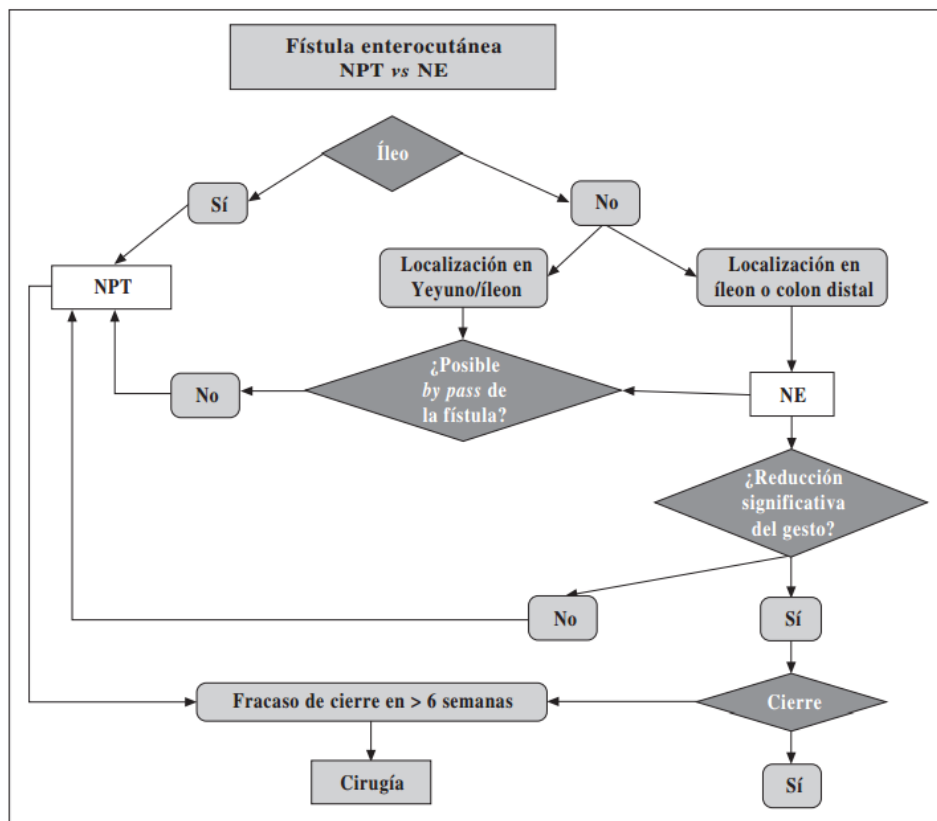 Fístula enterocutánea
NPT vs NE
Íleo
Sí
No
Localización en
Yeyuno/íleon
Localización en
íleon o colon distal
NPT
¿Posible
by pass de
la fístula?
No
NE
¿Reducción
significativa
del gesto?
No
Sí
Fracaso de cierre en > 6 semanas
Cierre
Cirugía
Sí